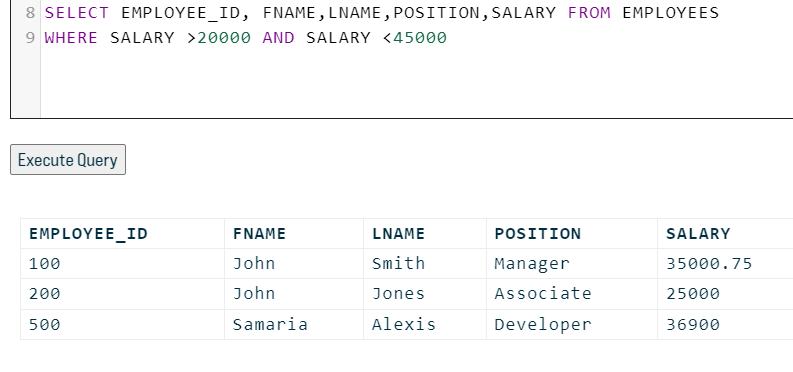 8 SELECT EMPLOYEE_ID, FNAME,LNAME,POSITION,SALARY FROM EMPLOYEES
9 WHERE SALARY >20000 AND SALARY <45000
Execute Query
EMPLOYEE_ID FNAME LNAME POSITION SALARY
100 John Smith Manager 35000.75
200 John Jones Associate 25000
500 Samaria Alexis Developer 36900